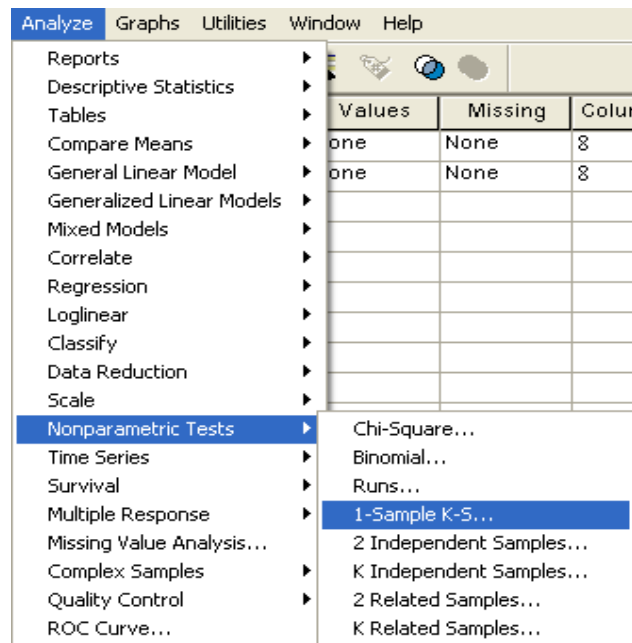 Analyze Graphs Utilities Window Help
Reports
Descriptive Statistics
Tables
Compare Means
General Linear Model
Generalized Linear Models
Mixed Models
Correlate
Regression
Loglinear
Classify
Data Reduction
Scale
Nonparametric Tests
Time Series
Survival
Multiple Response
Missing Value Analysis...
Complex Samples
Quality Control
ROC Curve...
Values Missing Colur
one None 8
one None 8
Chi-Square...
Binomial...
Runs...
1-Sample K-S...
2 Independent Samples...
K Independent Samples...
2 Related Samples...
K Related Samples...